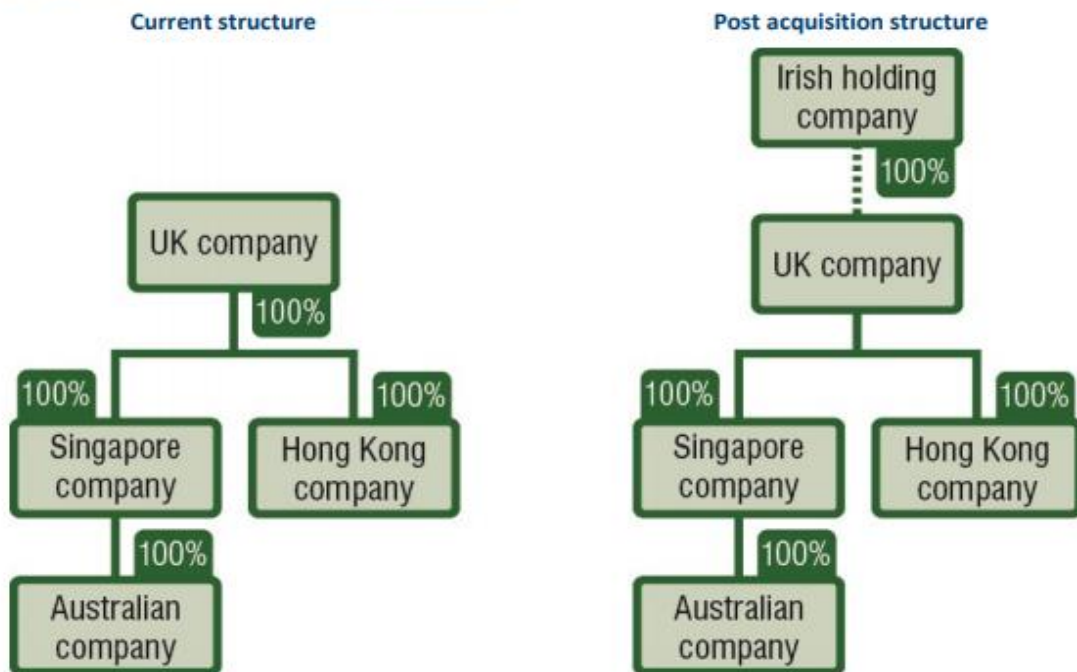 Current structure
UK company
100%
100%
100%
Singapore
company
Hong Kong
company
100%
Australian
company
Post acquisition structure
Irish holding
company
100%
UK company
100%
100%
Singapore
company
Hong Kong
company
100%
Australian
company